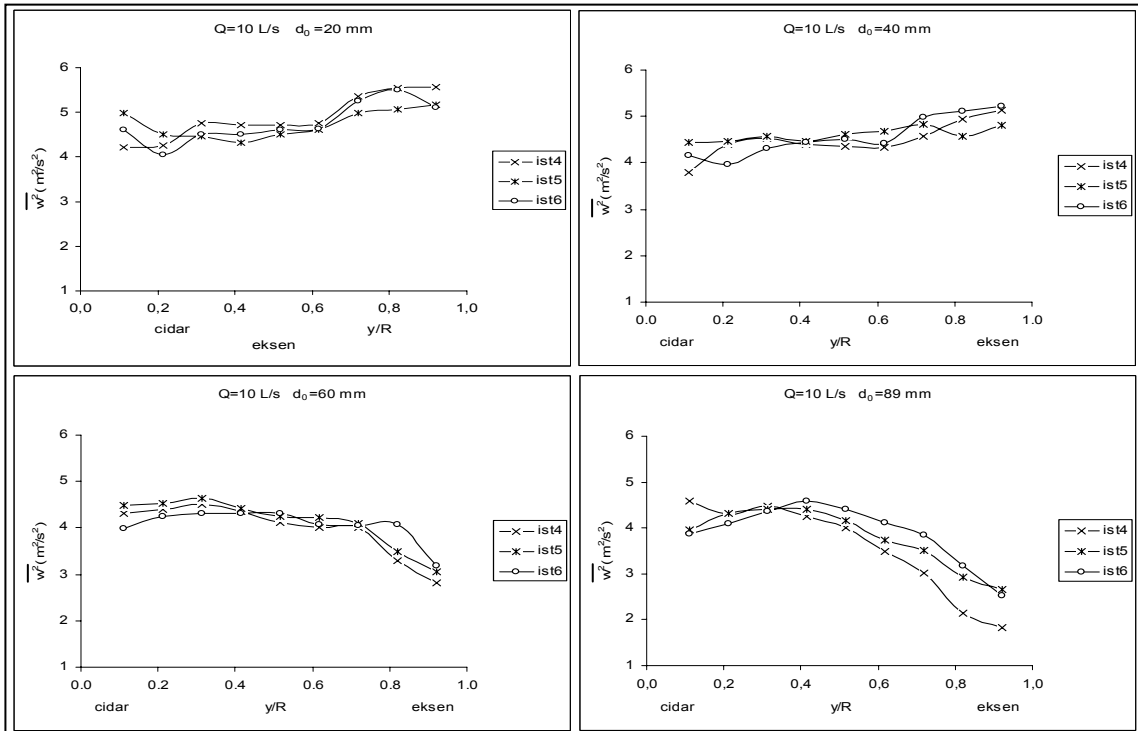 Q=10 L/s d₀ =20 mm
6
5
4
3
2
1
w² ( m²/s² )
0,0 0,2 0,4 0,6 0,8 1,0
cidar y/R
eksen
ist4
ist5
ist6
Q=10 L/s d₀=40 mm
6
5
4
3
2
1
w² ( m²/s² )
0.0 0.2 0.4 0.6 0.8 1.0
cidar y/R eksen
ist4
ist5
ist6
Q=10 L/s d₀=60 mm
6
5
4
3
2
1
w² ( m²/s² )
0.0 0.2 0.4 0.6 0.8 1.0
cidar y/R eksen
ist4
ist5
ist6
Q=10 L/s d₀=89 mm
6
5
4
3
2
1
w² ( m²/s² )
0,0 0,2 0,4 0,6 0,8 1,0
cidar y/R eksen
ist4
ist5
ist6